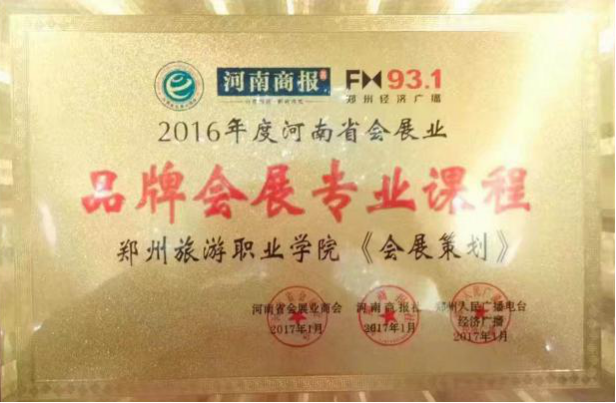 河南商报
FM93.1
郑州经济广播
2016年度河南省会展业
品牌会展专业课程
郑州旅游职业学院《会展策划》
河南省会展业商会 河南商报社 郑州人民广播电台
经济广播
2017年1月 2017年1月 2017年1月